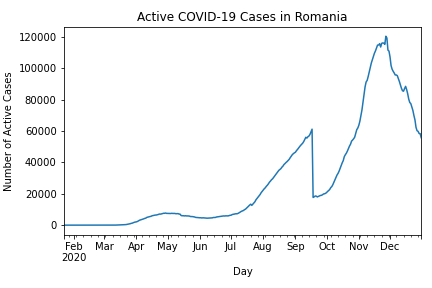 Active COVID-19 Cases in Romania
Number of Active Cases
120000
100000
80000
60000
40000
20000
0
Feb Mar Apr May Jun Jul Aug Sep Oct Nov Dec
2020
Day